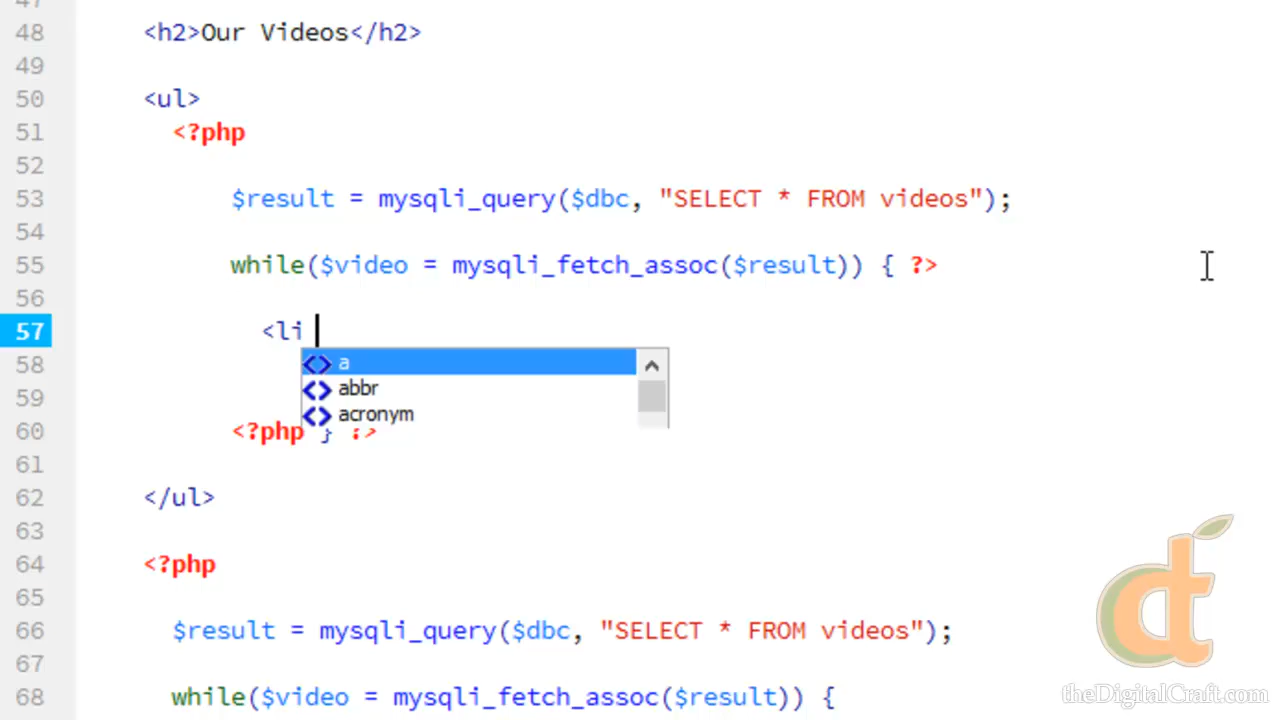 47
48 <h2>Our Videos</h2>
49
50 <ul>
51 <?php
52
53 $result = mysqli_query($dbc, "SELECT * FROM videos");
54
55 while($video = mysqli_fetch_assoc($result)) { ?>
56
57 <li
58 a
59 abbr
acronym
60 <?php } ?>
61
62 </ul>
63
64 <?php
65
66 $result = mysqli_query($dbc, "SELECT * FROM videos");
67
68 while($video = mysqli_fetch_assoc($result)) {
dt
theDigitalCraft.com